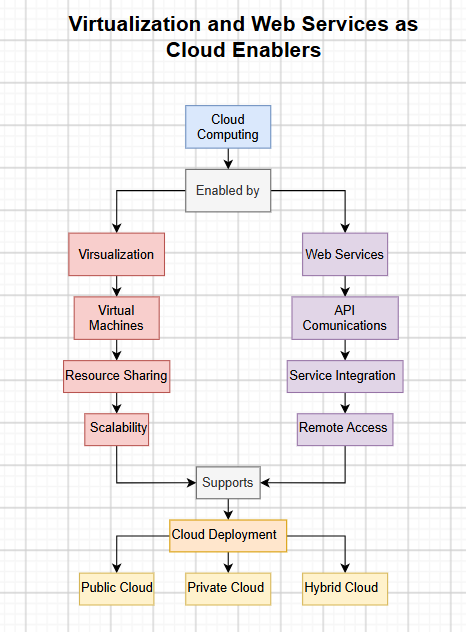 Virtualization and Web Services as
Cloud Enablers
Cloud
Computing
Enabled by
Virsualization
Web Services
Virtual
Machines
API
Comunications
Resource Sharing
Service Integration
Scalability
Remote Access
Supports
Cloud Deployment
Public Cloud
Private Cloud
Hybrid Cloud